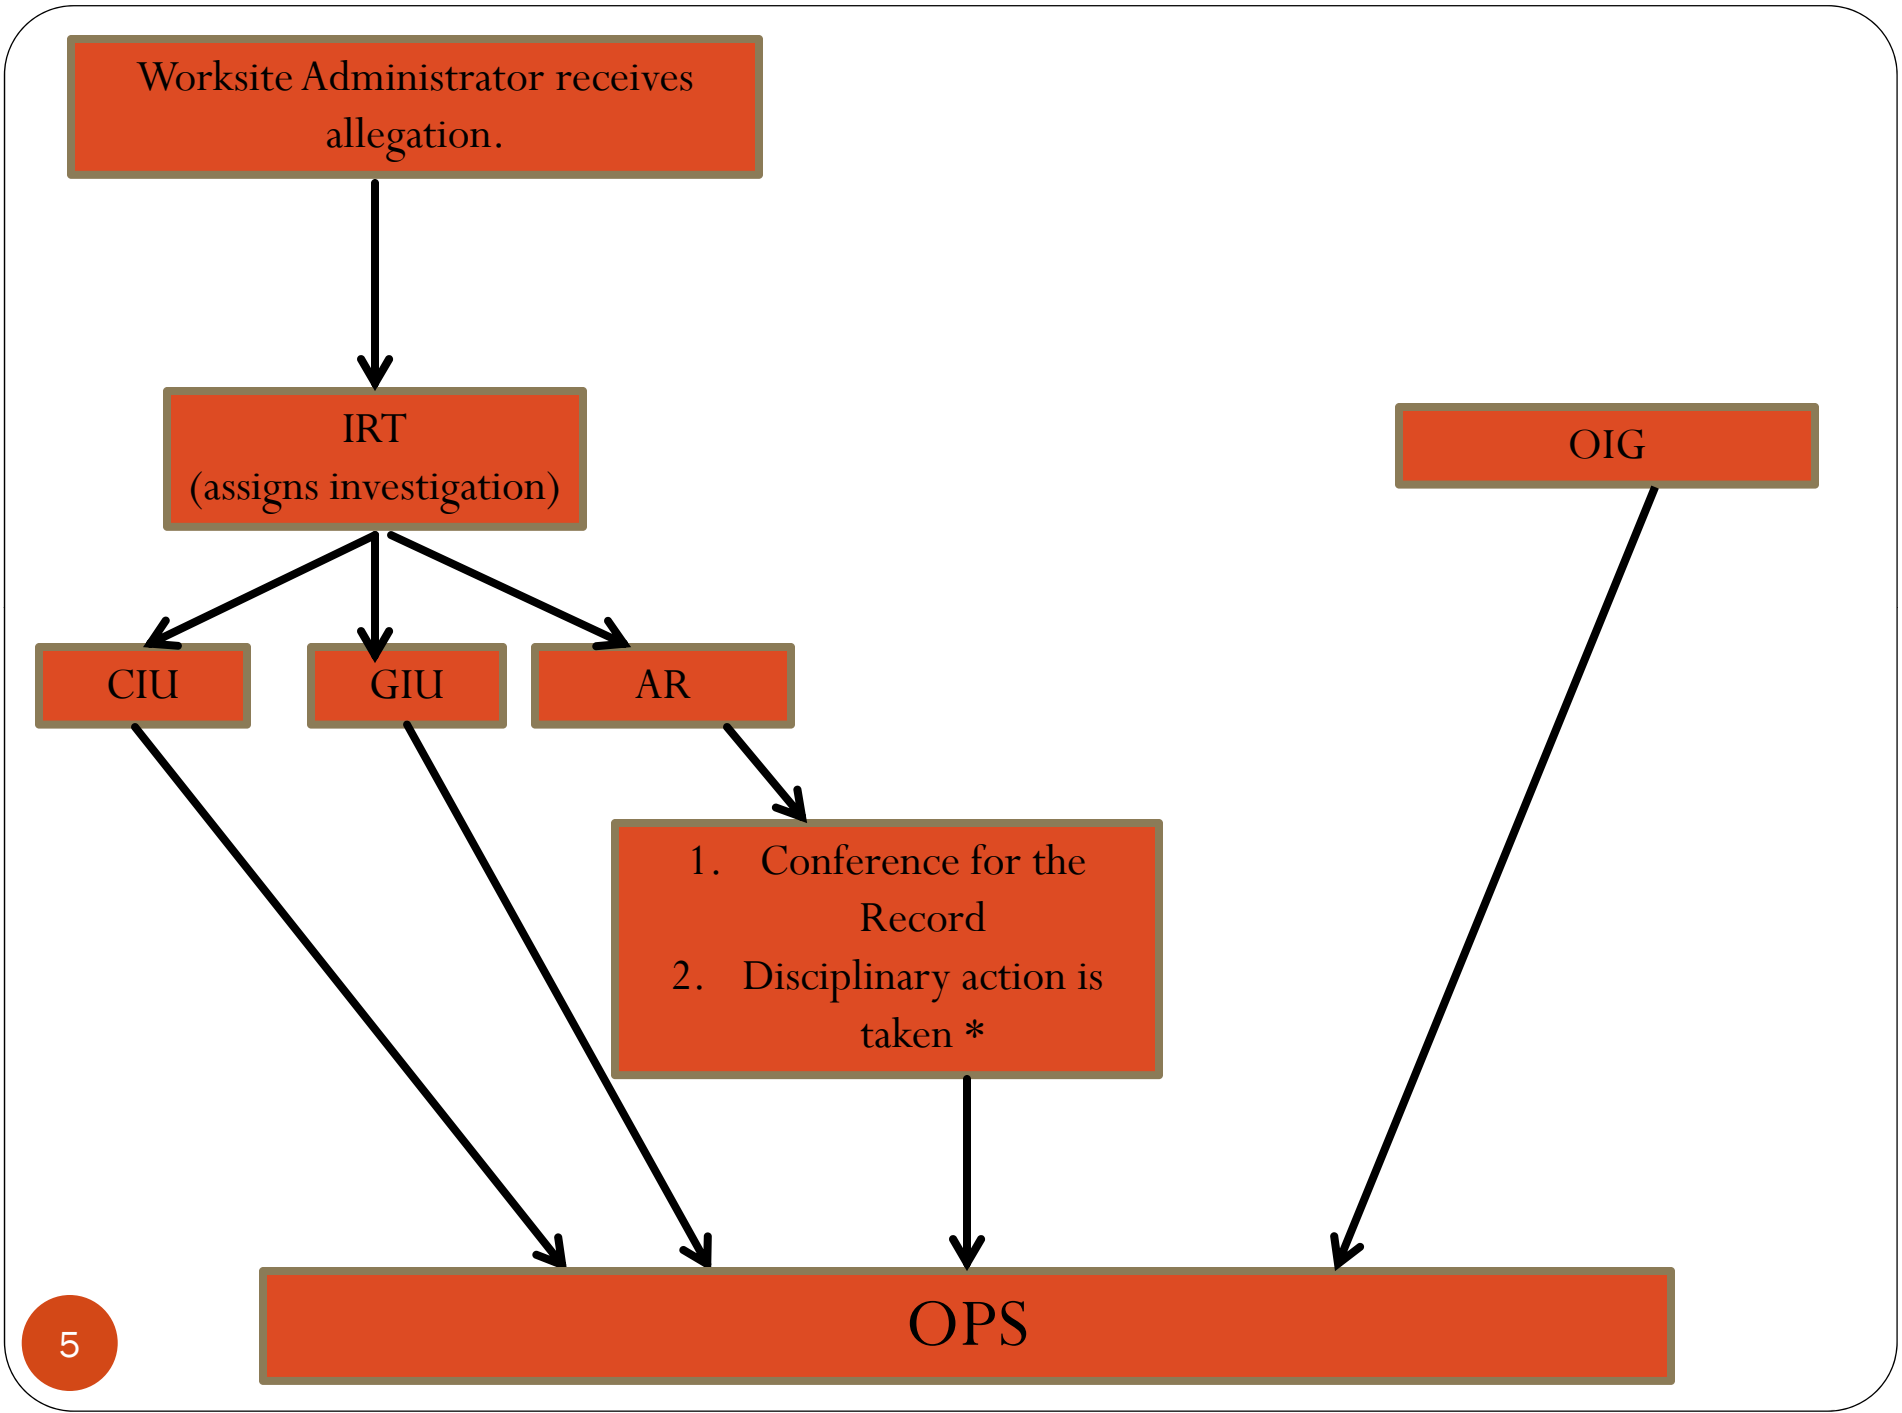 Worksite Administrator receives
allegation.
IRT
(assigns investigation)
OIG
CIU
GIU
AR
1. Conference for the
Record
2. Disciplinary action is
taken *
OPS
5